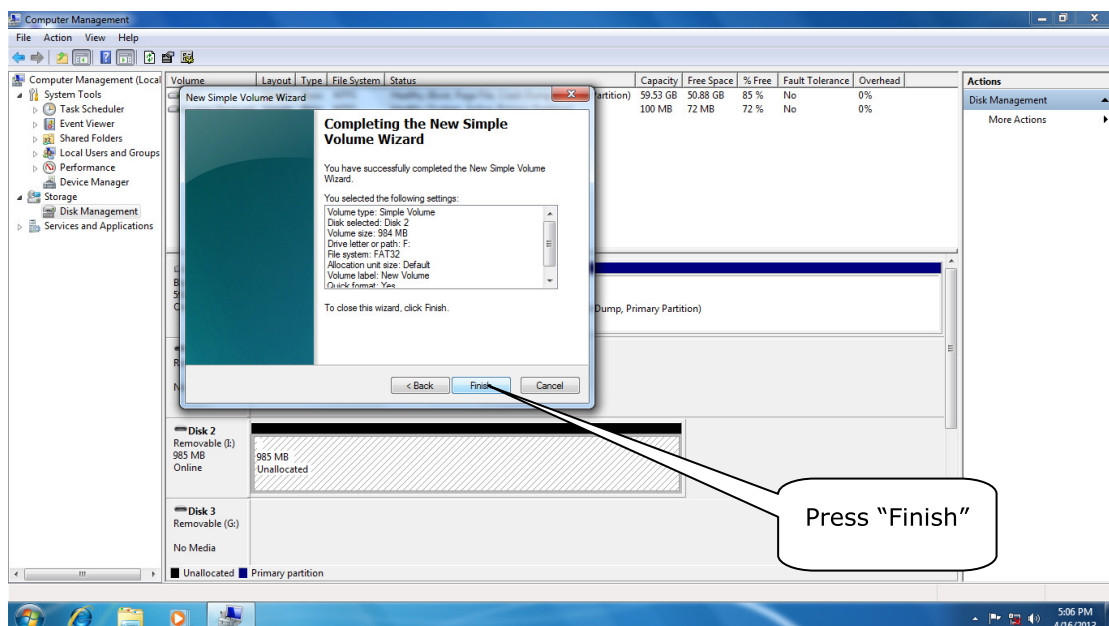 Computer Management
File Action View Help
Computer Management (Local
System Tools
Task Scheduler
Event Viewer
Shared Folders
Local Users and Groups
Performance
Device Manager
Storage
Disk Management
Services and Applications
Volume Layout Type File System Status Capacity Free Space % Free Fault Tolerance Overhead
Partition) 59.53 GB 50.88 GB 85 % No 0%
100 MB 72 MB 72 % No 0%
Actions
Disk Management
More Actions
New Simple Volume Wizard
Completing the New Simple
Volume Wizard
You have successfully completed the New Simple Volume
Wizard.
You selected the following settings:
Volume type: Simple Volume
Disk selected: Disk 2
Volume size: 984 MB
Drive letter or path: F:
File system: FAT32
Allocation unit size: Default
Volume label: New Volume
Quick format: Yes
To close this wizard, click Finish.
< Back Finish Cancel
Dump, Primary Partition)
Disk 2
Removable (I:)
985 MB
Online
985 MB
Unallocated
Disk 3
Removable (G:)
No Media
Unallocated Primary partition
Press “Finish”
5:06 PM
4/16/2013